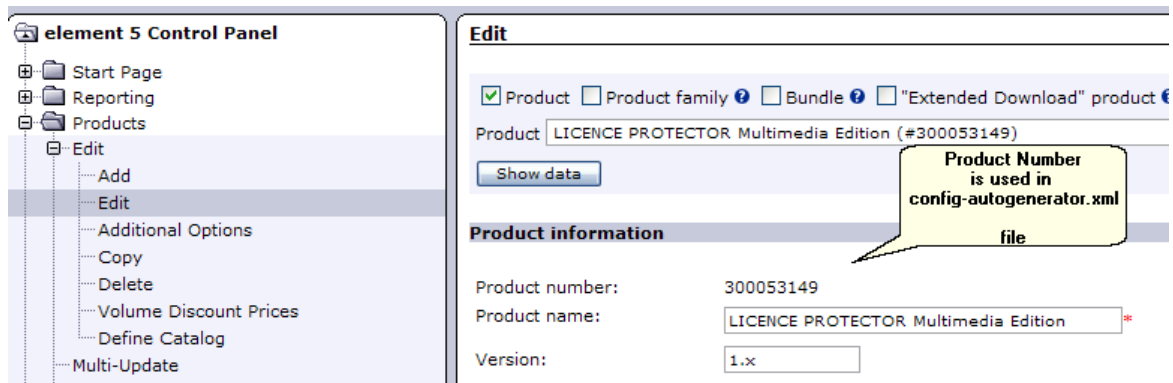 element 5 Control Panel
Start Page
Reporting
Products
Edit
Add
Edit
Additional Options
Copy
Delete
Volume Discount Prices
Define Catalog
Multi-Update
Edit
Product Product family ? Bundle ? "Extended Download" product ?
Product LICENCE PROTECTOR Multimedia Edition (#300053149)
Show data
Product Number
is used in
config-autogenerator.xml
file
Product information
Product number: 300053149
Product name: LICENCE PROTECTOR Multimedia Edition *
Version: 1.x